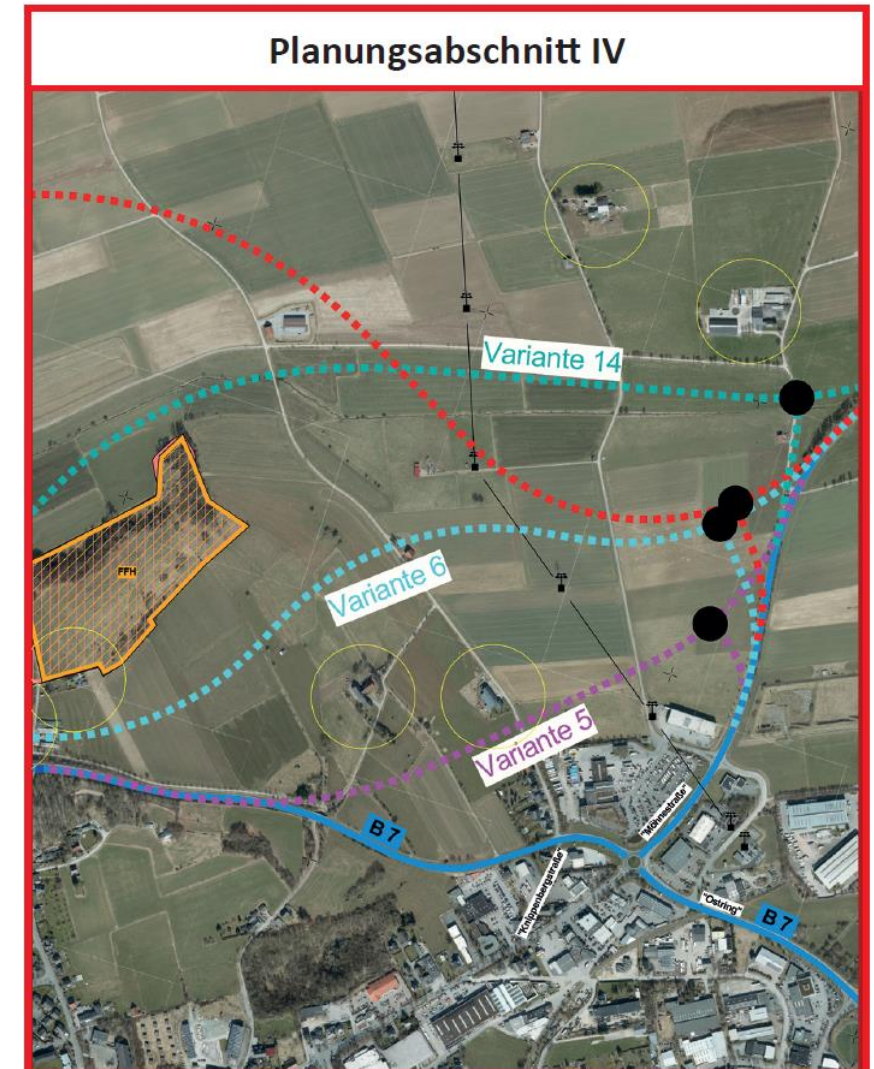 Planungsabschnitt IV
Variante 14
FFH
Variante 6
Variante 5
"Möhnestraße"
B 7
"Knippenbergstraße"
"Ostring"
B 7